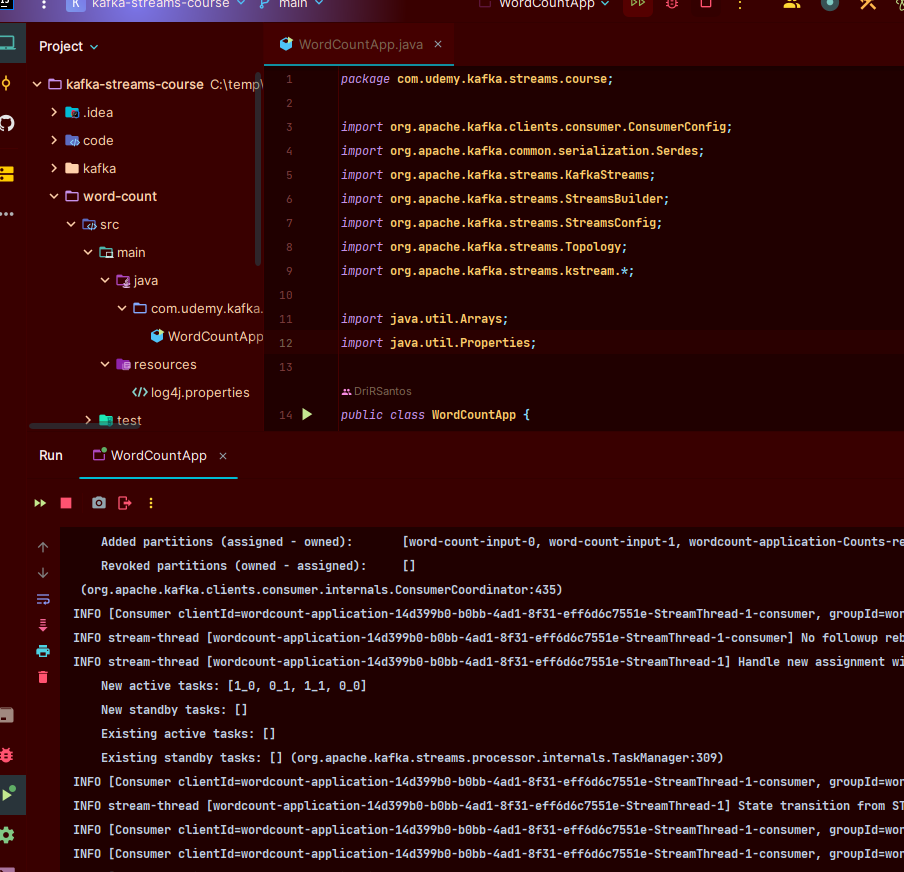 K kafka-streams-course main WordCountApp
Project
WordCountApp.java
kafka-streams-course C:\temp\
.idea
code
kafka
word-count
src
main
java
com.udemy.kafka.
WordCountApp
resources
log4j.properties
test
1 package com.udemy.kafka.streams.course;
2
3 import org.apache.kafka.clients.consumer.ConsumerConfig;
4 import org.apache.kafka.common.serialization.Serdes;
5 import org.apache.kafka.streams.KafkaStreams;
6 import org.apache.kafka.streams.StreamsBuilder;
7 import org.apache.kafka.streams.StreamsConfig;
8 import org.apache.kafka.streams.Topology;
9 import org.apache.kafka.streams.kstream.*;
10
11 import java.util.Arrays;
12 import java.util.Properties;
13
DriRSantos
14 public class WordCountApp {
Run WordCountApp
Added partitions (assigned - owned): [word-count-input-0, word-count-input-1, wordcount-application-Counts-re
Revoked partitions (owned - assigned): []
(org.apache.kafka.clients.consumer.internals.ConsumerCoordinator:435)
INFO [Consumer clientId=wordcount-application-14d399b0-b0bb-4ad1-8f31-eff6d6c7551e-StreamThread-1-consumer, groupId=wor
INFO stream-thread [wordcount-application-14d399b0-b0bb-4ad1-8f31-eff6d6c7551e-StreamThread-1-consumer] No followup reb
INFO stream-thread [wordcount-application-14d399b0-b0bb-4ad1-8f31-eff6d6c7551e-StreamThread-1] Handle new assignment wi
New active tasks: [1_0, 0_1, 1_1, 0_0]
New standby tasks: []
Existing active tasks: []
Existing standby tasks: [] (org.apache.kafka.streams.processor.internals.TaskManager:309)
INFO [Consumer clientId=wordcount-application-14d399b0-b0bb-4ad1-8f31-eff6d6c7551e-StreamThread-1-consumer, groupId=wor
INFO stream-thread [wordcount-application-14d399b0-b0bb-4ad1-8f31-eff6d6c7551e-StreamThread-1] State transition from ST
INFO [Consumer clientId=wordcount-application-14d399b0-b0bb-4ad1-8f31-eff6d6c7551e-StreamThread-1-consumer, groupId=wor
INFO [Consumer clientId=wordcount-application-14d399b0-b0bb-4ad1-8f31-eff6d6c7551e-StreamThread-1-consumer, groupId=wor